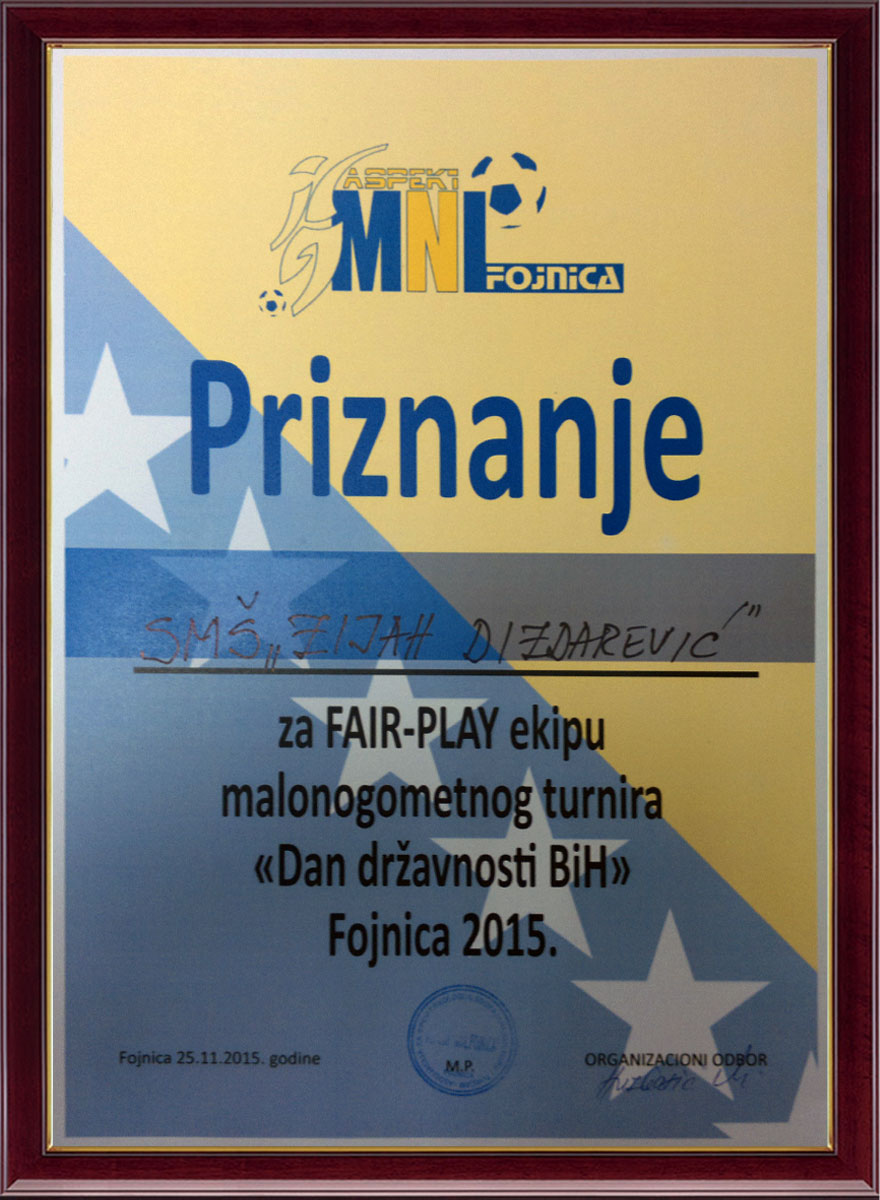 ASPEKT
MNL
FOJNICA
Priznanje
SMŠ „ZIJAH DIZDAREVIĆ”
za FAIR-PLAY ekipu
malonogometnog turnira
«Dan državnosti BiH»
Fojnica 2015.
Fojnica 25.11.2015. godine
M.P.
ORGANIZACIONI ODBOR